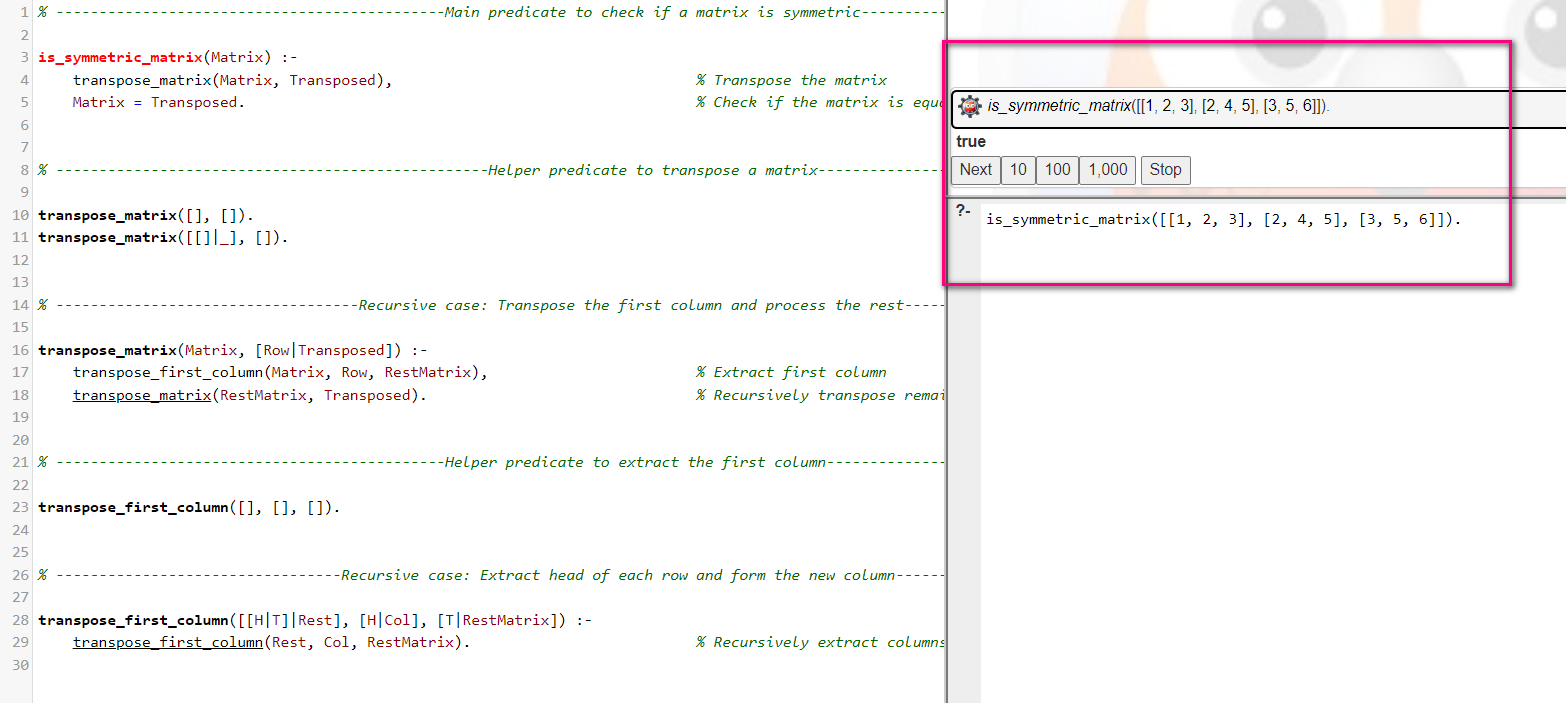 1 % ---------------------------------------------Main predicate to check if a matrix is symmetric----------
2
3 is_symmetric_matrix(Matrix) :-
4 transpose_matrix(Matrix, Transposed), % Transpose the matrix
5 Matrix = Transposed. % Check if the matrix is
6
7
8 % --------------------------------------------------Helper predicate to transpose a matrix---------------
9
10 transpose_matrix([], []).
11 transpose_matrix([[]|_], []).
12
13
14 % -----------------------------------Recursive case: Transpose the first column and process the rest-----
15
16 transpose_matrix(Matrix, [Row|Transposed]) :-
17 transpose_first_column(Matrix, Row, RestMatrix), % Extract first column
18 transpose_matrix(RestMatrix, Transposed). % Recursively transpose
19
20
21 % ---------------------------------------------Helper predicate to extract the first column--------------
22
23 transpose_first_column([], [], []).
24
25
26 % ---------------------------------Recursive case: Extract head of each row and form the new column------
27
28 transpose_first_column([[H|T]|Rest], [H|Col], [T|RestMatrix]) :-
29 transpose_first_column(Rest, Col, RestMatrix). % Recursively extract columns
30
is_symmetric_matrix([[1, 2, 3], [2, 4, 5], [3, 5, 6]]).
true
Next 10 100 1,000 Stop
?- is_symmetric_matrix([[1, 2, 3], [2, 4, 5], [3, 5, 6]]).